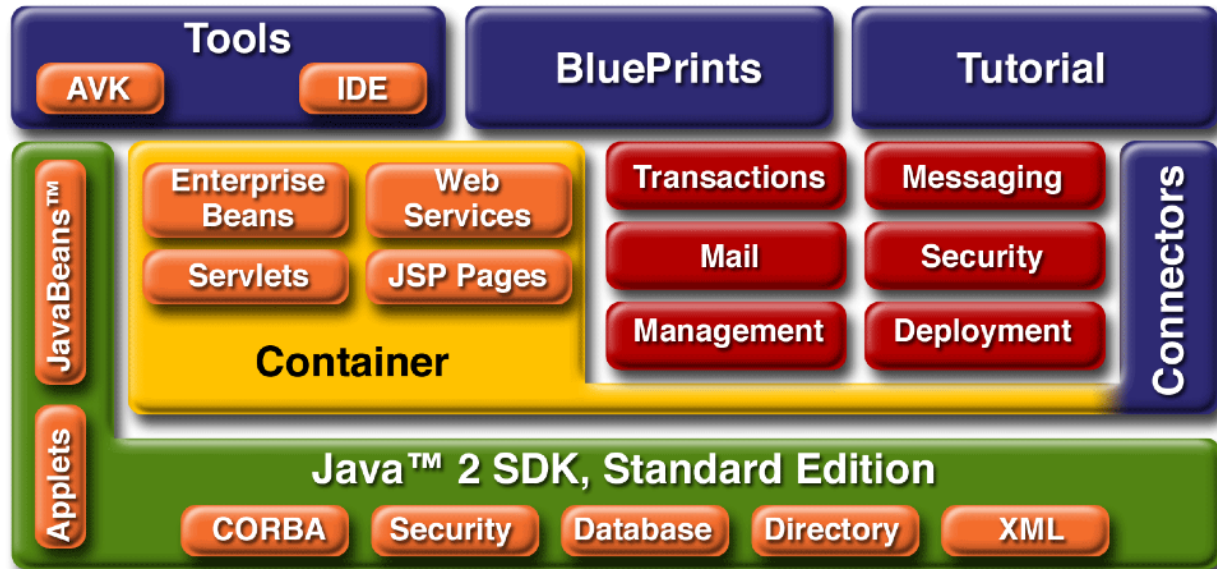 Tools
AVK
IDE
BluePrints
Tutorial
JavaBeans™
Applets
Enterprise
Beans
Web
Services
Servlets
JSP Pages
Container
Transactions
Messaging
Mail
Security
Management
Deployment
Connectors
Java™ 2 SDK, Standard Edition
CORBA
Security
Database
Directory
XML